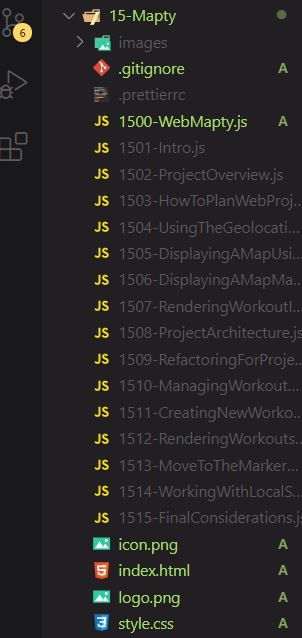 6
15-Mapty
images
.gitignore A
.prettierrc
JS 1500-WebMapty.js A
JS 1501-Intro.js
JS 1502-ProjectOverview.js
JS 1503-HowToPlanWebProj...
JS 1504-UsingTheGeolocati...
JS 1505-DisplayingAMapUsi...
JS 1506-DisplayingAMapMa...
JS 1507-RenderingWorkoutI...
JS 1508-ProjectArchitecture.js
JS 1509-RefactoringForProje...
JS 1510-ManagingWorkout...
JS 1511-CreatingNewWorko...
JS 1512-RenderingWorkouts...
JS 1513-MoveToTheMarker...
JS 1514-WorkingWithLocalS...
JS 1515-FinalConsiderations.js
icon.png A
index.html A
logo.png A
style.css A